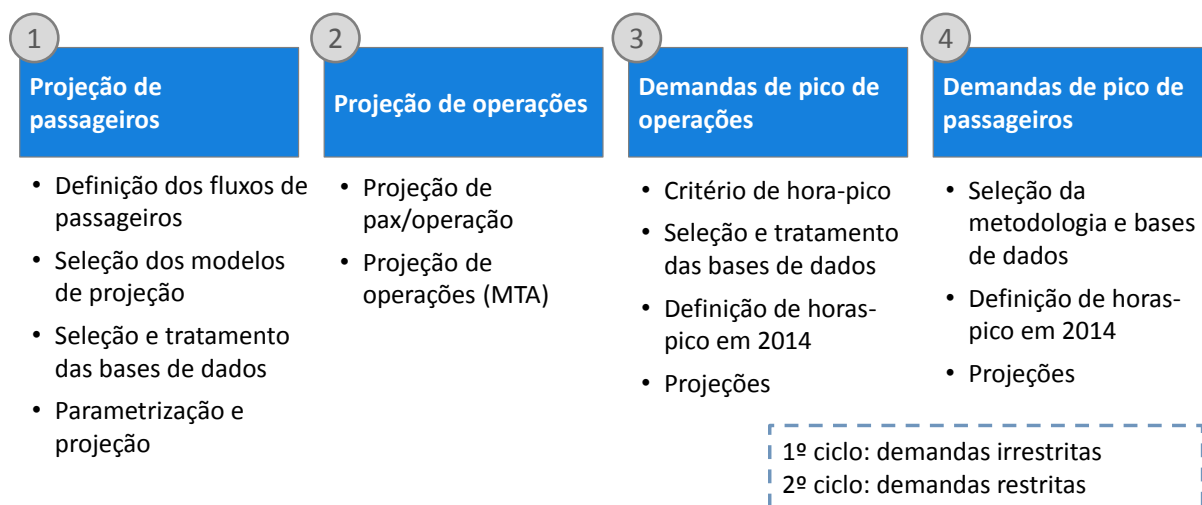 1
Projeção de
passageiros
• Definição dos fluxos de
passageiros
• Seleção dos modelos
de projeção
• Seleção e tratamento
das bases de dados
• Parametrização e
projeção
2
Projeção de operações
• Projeção de
pax/operação
• Projeção de
operações (MTA)
3
Demandas de pico de
operações
• Critério de hora-pico
• Seleção e tratamento
das bases de dados
• Definição de horas-
pico em 2014
• Projeções
4
Demandas de pico de
passageiros
• Seleção da
metodologia e bases
de dados
• Definição de horas-
pico em 2014
• Projeções
1º ciclo: demandas irrestritas
2º ciclo: demandas restritas